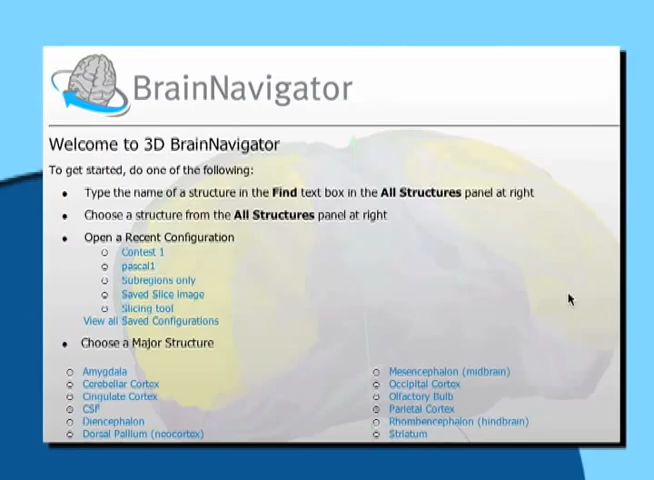 BrainNavigator
Welcome to 3D BrainNavigator
To get started, do one of the following:
Type the name of a structure in the Find text box in the All Structures panel at right
Choose a structure from the All Structures panel at right
Open a Recent Configuration
Contest 1
pascal1
Subregions only
Saved Slice image
Slicing tool
View all Saved Configurations
Choose a Major Structure
Amygdala
Cerebellar Cortex
Cingulate Cortex
CSF
Diencephalon
Dorsal Pallium (neocortex)
Mesencephalon (midbrain)
Occipital Cortex
Olfactory Bulb
Parietal Cortex
Rhombencephalon (hindbrain)
Striatum